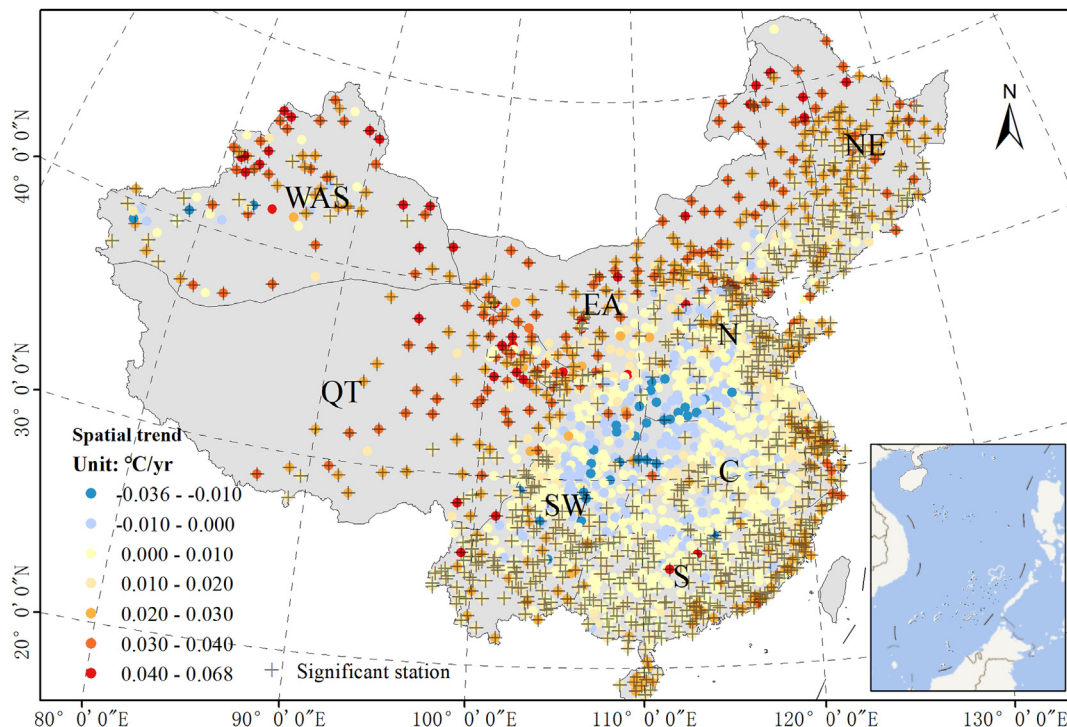 N
NE
WAS
EA
N
QT
C
SW
S
Spatial trend
Unit: °C/yr
-0.036 - -0.010
-0.010 - 0.000
0.000 - 0.010
0.010 - 0.020
0.020 - 0.030
0.030 - 0.040
0.040 - 0.068
Significant station
40° 0′ 0″N
30° 0′ 0″N
20° 0′ 0″N
80° 0′ 0″E
90° 0′ 0″E
100° 0′ 0″E
110° 0′ 0″E
120° 0′ 0″E
130° 0′ 0″E